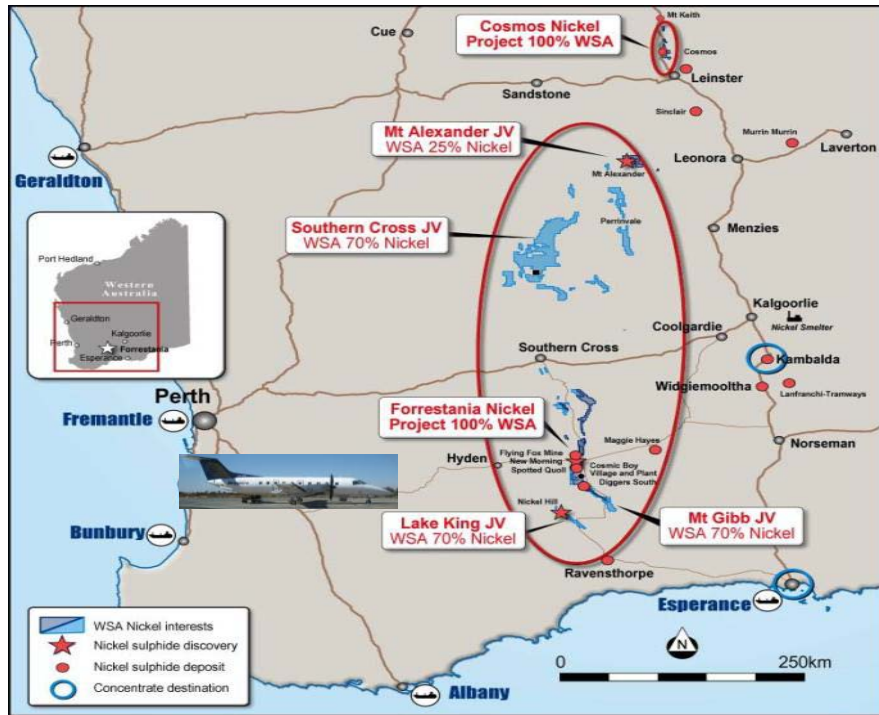 Mt Keith
Cue
Cosmos Nickel
Project 100% WSA
Cosmos
Leinster
Sandstone
Sinclair
Mt Alexander JV
WSA 25% Nickel
Murrin Murrin
Laverton
Leonora
Mt Alexander
Geraldton
Perrinvale
Southern Cross JV
WSA 70% Nickel
Menzies
Port Hedland
Western
Australia
Geraldton
Kalgoorlie
Perth
Forrestania
Esperance
Kalgoorlie
Nickel Smelter
Coolgardie
Southern Cross
Kambalda
Widgiemooltha
Lanfranchi-Tramways
Perth
Fremantle
Forrestania Nickel
Project 100% WSA
Maggie Hayes
Norseman
Hyden
Flying Fox Mine
New Morning
Spotted Quoll
Cosmic Boy
Village and Plant
Diggers South
Nickel Hill
Lake King JV
WSA 70% Nickel
Mt Gibb JV
WSA 70% Nickel
Bunbury
Ravensthorpe
Esperance
WSA Nickel interests
Nickel sulphide discovery
Nickel sulphide deposit
Concentrate destination
N
0 250km
Albany